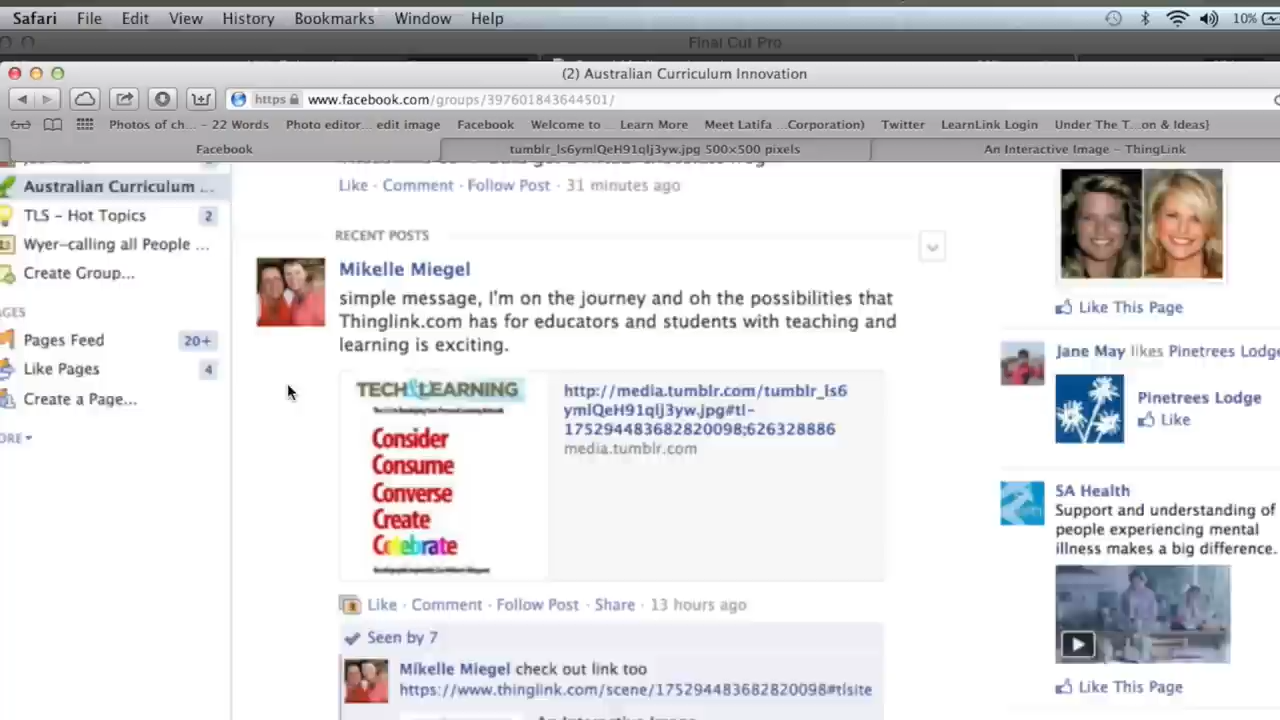 Safari File Edit View History Bookmarks Window Help 10%
Final Cut Pro
(2) Australian Curriculum Innovation
https www.facebook.com/groups/397601843644501/
Photos of ch... – 22 Words Photo editor... edit image Facebook Welcome to ... Learn More Meet Latifa ...Corporation) Twitter LearnLink Login Under The T...on & Ideas}
Facebook tumblr_ls6ymlQeH91qlj3yw.jpg 500×500 pixels An Interactive Image – ThingLink
Australian Curriculum ...
TLS – Hot Topics 2
Wyer-calling all People ...
Create Group...
Pages Feed 20+
Like Pages 4
Create a Page...
Like · Comment · Follow Post · 31 minutes ago
RECENT POSTS
Mikelle Miegel
simple message, I'm on the journey and oh the possibilities that
Thinglink.com has for educators and students with teaching and
learning is exciting.
TECH&LEARNING
Consider
Consume
Converse
Create
Celebrate
http://media.tumblr.com/tumblr_ls6
ymlQeH91qlj3yw.jpg#tl-
175294483682820098;626328886
media.tumblr.com
Like · Comment · Follow Post · Share · 13 hours ago
Seen by 7
Mikelle Miegel check out link too
https://www.thinglink.com/scene/175294483682820098#tlsite
An Interactive Image
Like This Page
Jane May likes Pinetrees Lodge
Pinetrees Lodge
Like
SA Health
Support and understanding of
people experiencing mental
illness makes a big difference.
Like This Page